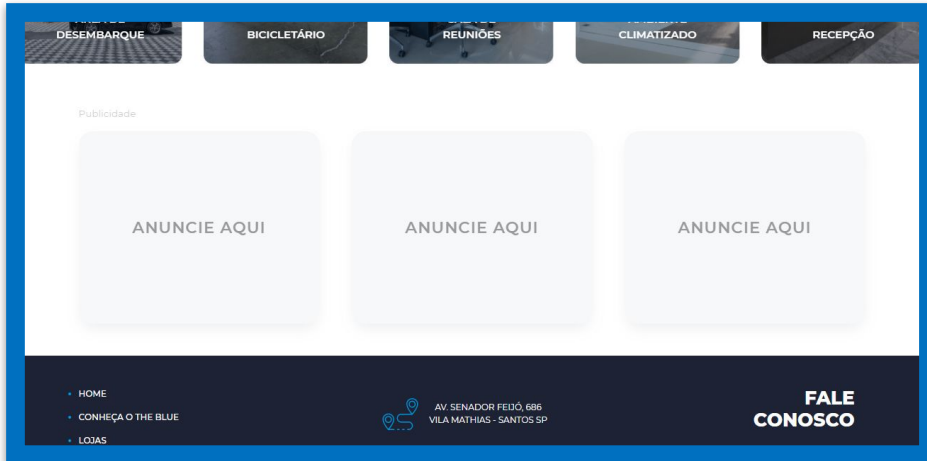 DESEMBARQUE
BICICLETÁRIO
REUNIÕES
CLIMATIZADO
RECEPÇÃO
Publicidade
ANUNCIE AQUI
ANUNCIE AQUI
ANUNCIE AQUI
• HOME
• CONHEÇA O THE BLUE
• LOJAS
AV. SENADOR FEIJÓ, 686
VILA MATHIAS - SANTOS SP
FALE
CONOSCO